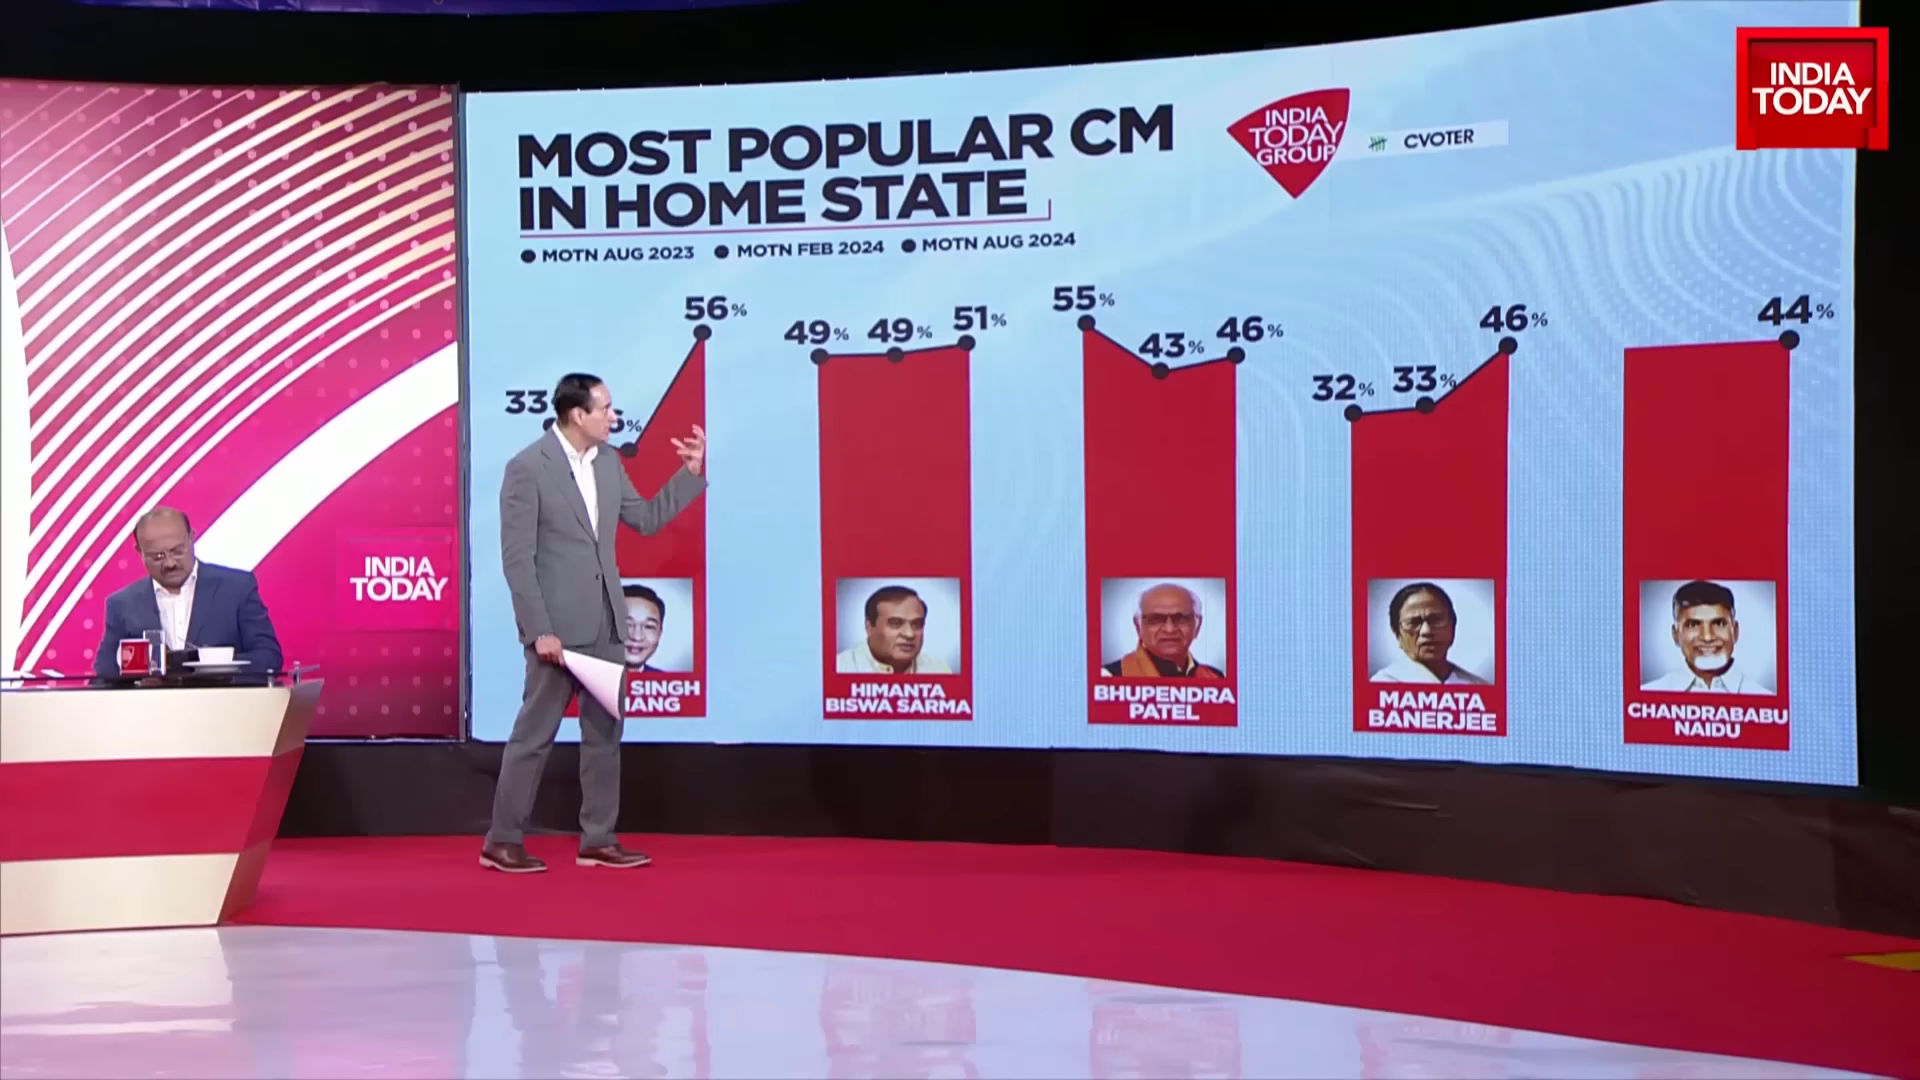 INDIA
TODAY
MOST POPULAR CM
IN HOME STATE
INDIA
TODAY
GROUP
CVOTER
MOTN AUG 2023 MOTN FEB 2024 MOTN AUG 2024
33
56%
49% 49% 51%
55% 43% 46%
32% 33% 46%
44%
SINGH
HIMANTA
BISWA SARMA
BHUPENDRA
PATEL
MAMATA
BANERJEE
CHANDRABABU
NAIDU
INDIA
TODAY